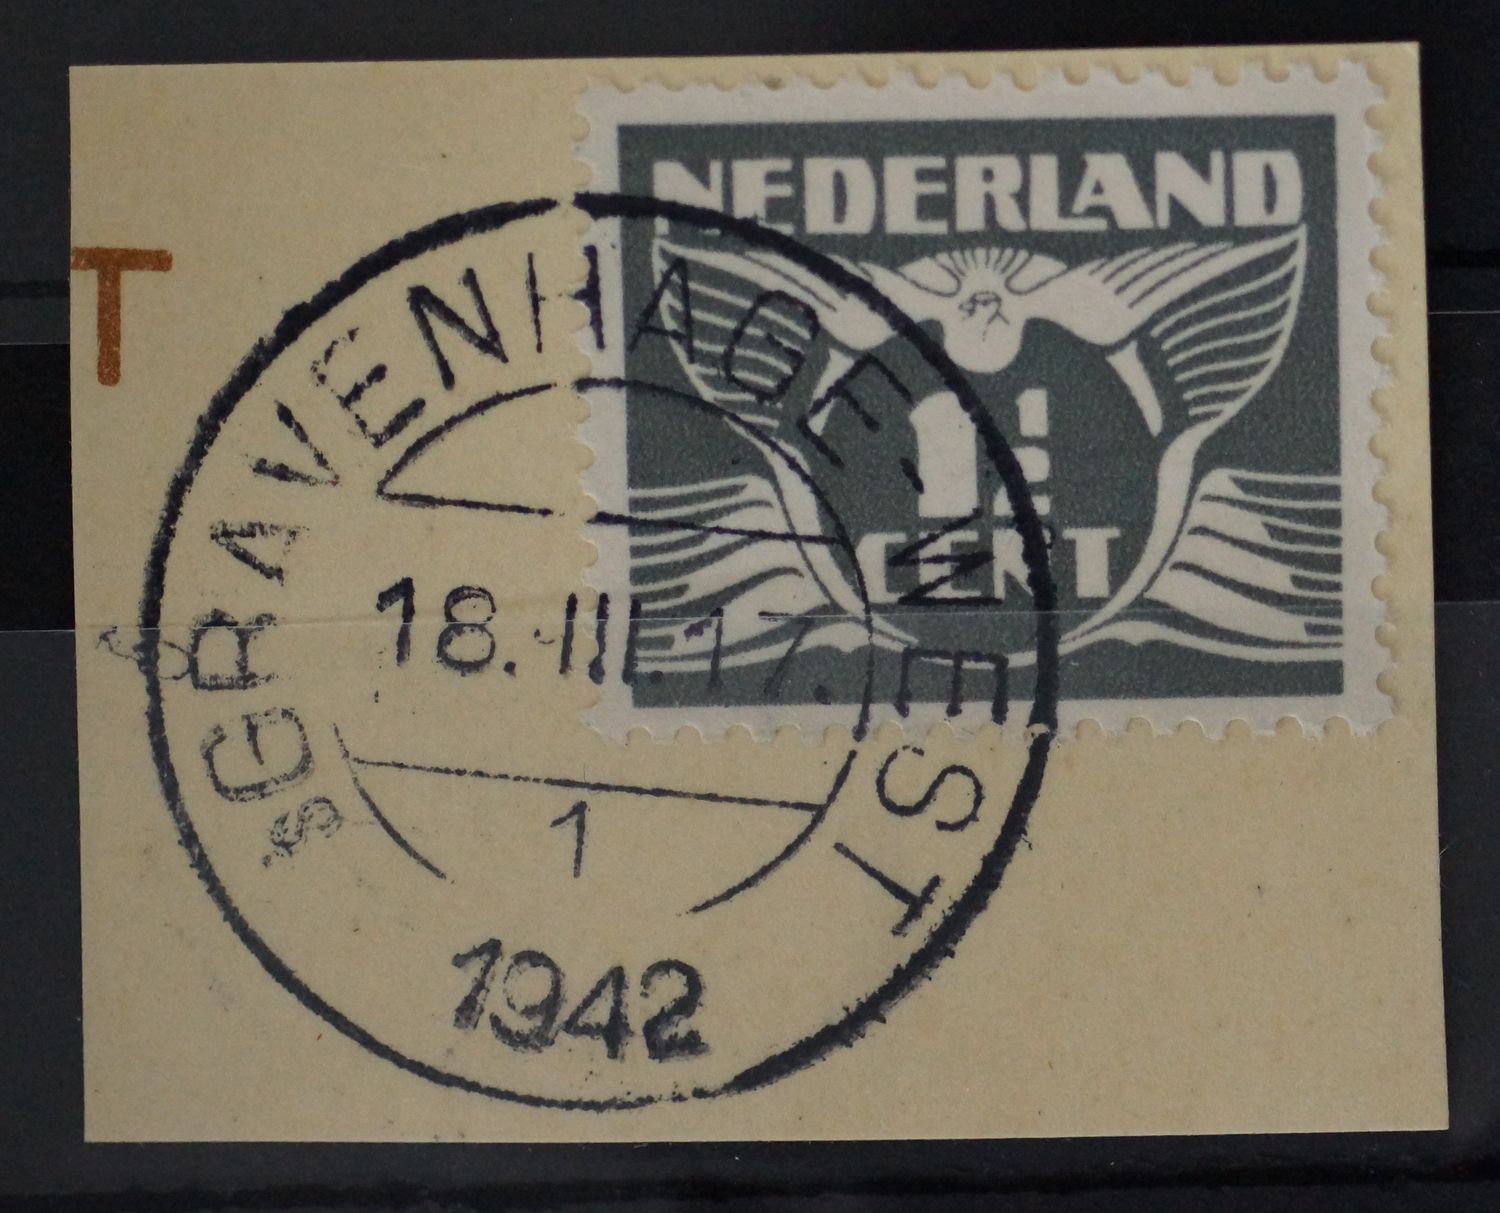 T
NEDERLAND
1½
CENT
'SGRAVENHAGE-WEST
18.III.17.
1
1942